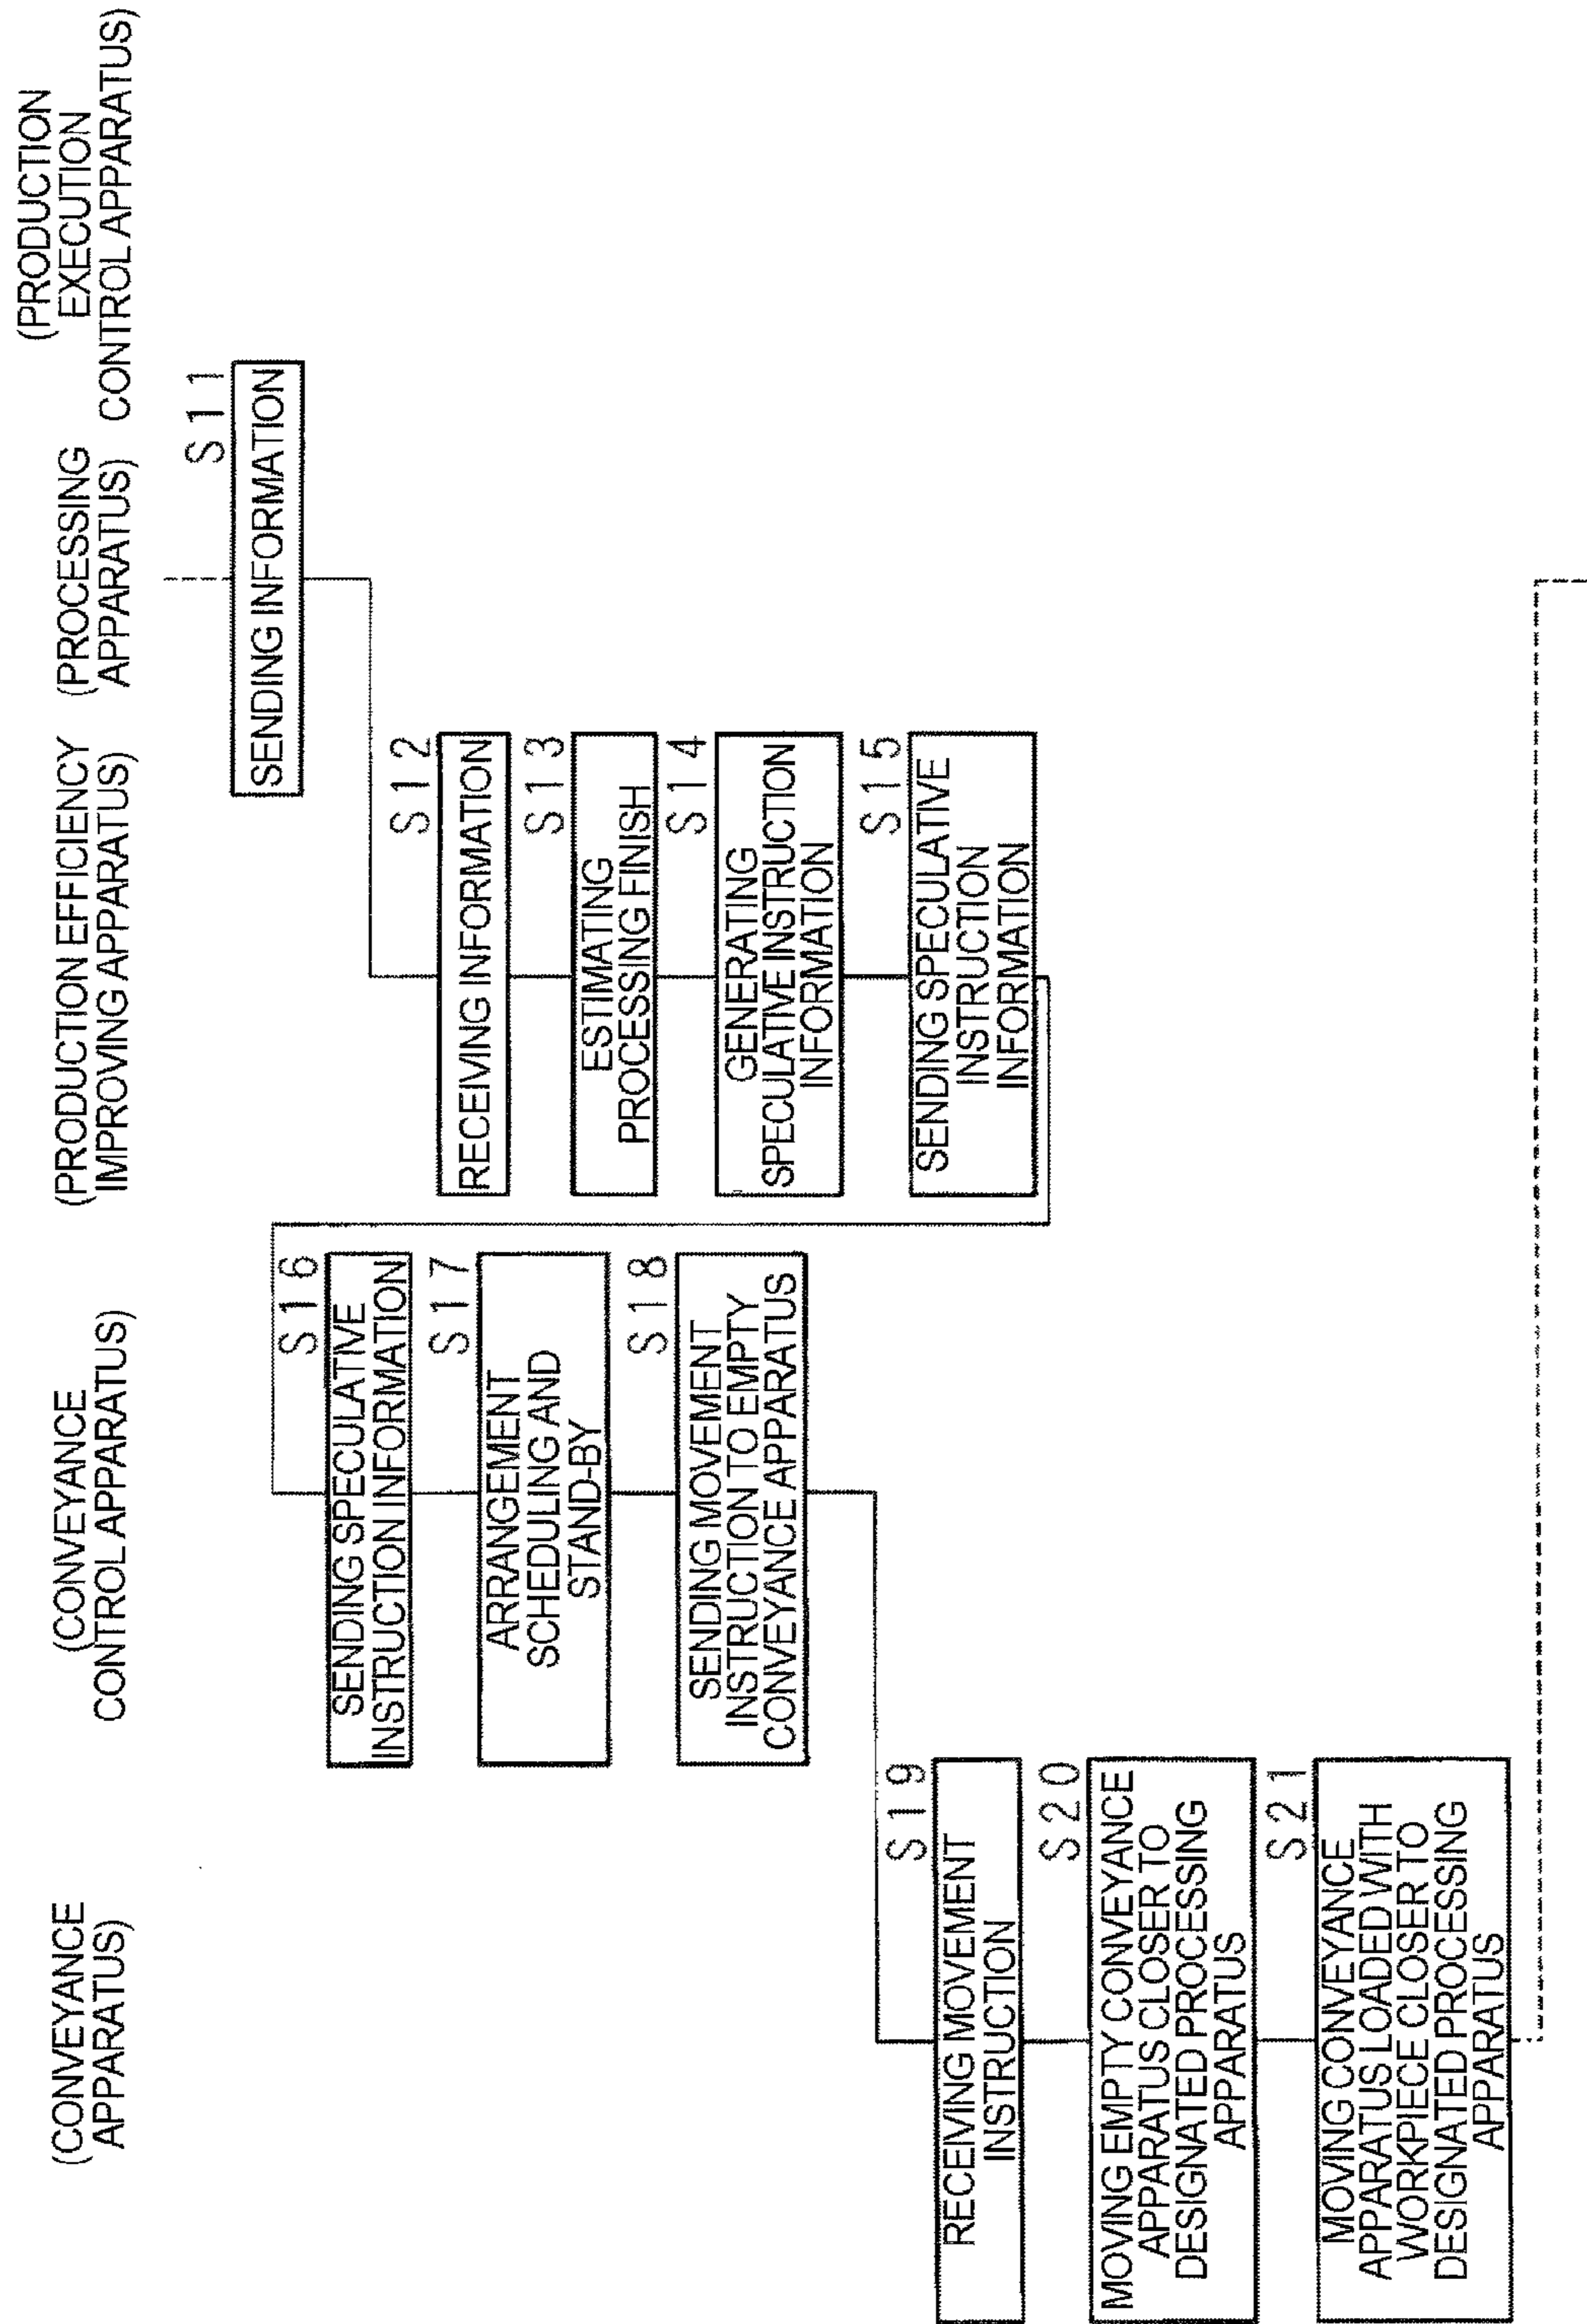 (CONVEYANCE
APPARATUS)
(CONVEYANCE
CONTROL APPARATUS)
(PRODUCTION EFFICIENCY
IMPROVING APPARATUS)
(PROCESSING
APPARATUS)
(PRODUCTION
EXECUTION
CONTROL APPARATUS)
S11
SENDING INFORMATION
S12
RECEIVING INFORMATION
S13
ESTIMATING
PROCESSING FINISH
S14
GENERATING
SPECULATIVE INSTRUCTION
INFORMATION
S15
SENDING SPECULATIVE
INSTRUCTION
INFORMATION
S16
SENDING SPECULATIVE
INSTRUCTION INFORMATION
S17
ARRANGEMENT
SCHEDULING AND
STAND-BY
S18
SENDING MOVEMENT
INSTRUCTION TO EMPTY
CONVEYANCE APPARATUS
S19
RECEIVING MOVEMENT
INSTRUCTION
S20
MOVING EMPTY CONVEYANCE
APPARATUS CLOSER TO
DESIGNATED PROCESSING
APPARATUS
S21
MOVING CONVEYANCE
APPARATUS LOADED WITH
WORKPIECE CLOSER TO
DESIGNATED PROCESSING
APPARATUS